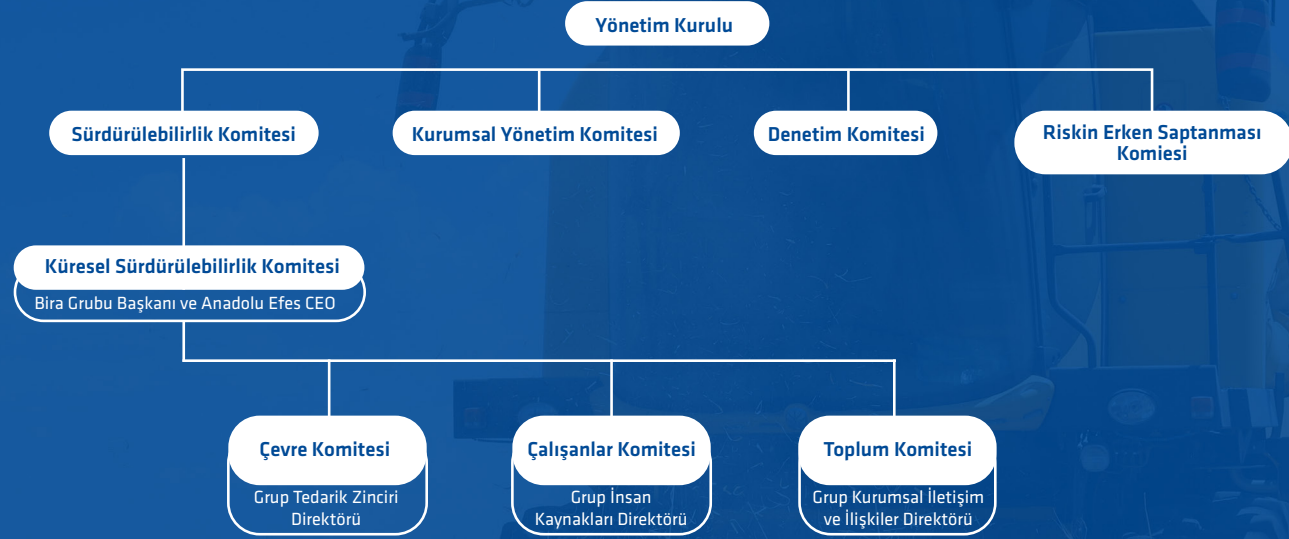 Yönetim Kurulu
Sürdürülebilirlik Komitesi
Kurumsal Yönetim Komitesi
Denetim Komitesi
Riskin Erken Saptanması
Komiesi
Küresel Sürdürülebilirlik Komitesi
Bira Grubu Başkanı ve Anadolu Efes CEO
Çevre Komitesi
Grup Tedarik Zinciri
Direktörü
Çalışanlar Komitesi
Grup İnsan
Kaynakları Direktörü
Toplum Komitesi
Grup Kurumsal İletişim
ve İlişkiler Direktörü